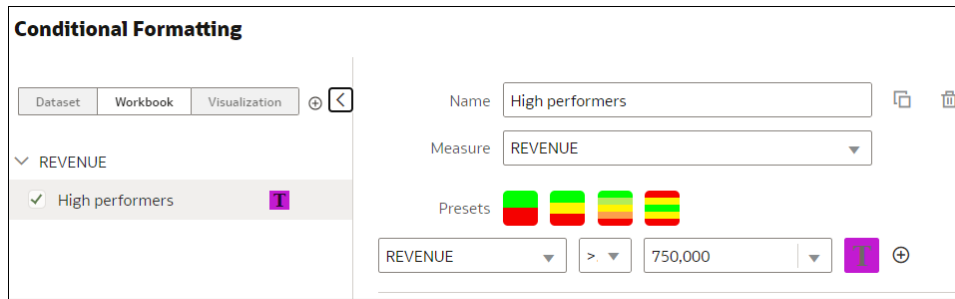 Conditional Formatting
Dataset Workbook Visualization
REVENUE
High performers T
Name High performers
Measure REVENUE
Presets
REVENUE > 750,000 T